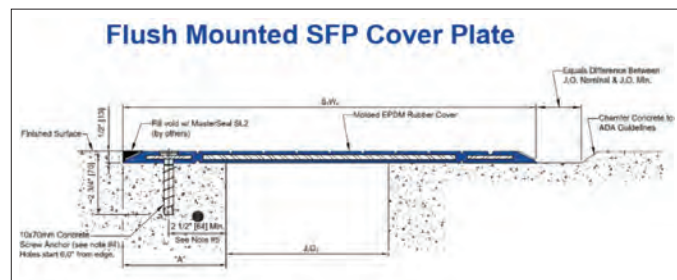 Flush Mounted SFP Cover Plate
Equals Difference Between
J.O. Nominal & J.O. Min.
B.W.
1/2" [13]
Fill void w/ MasterSeal SL2
(by others)
Molded EPDM Rubber Cover
Chamfer Concrete to
ADA Guidelines
Finished Surface
~2 3/4" [70]
10x70mm Concrete
Screw Anchor (see note #4).
Holes start 6.0" from edge.
2 1/2" [64] Min.
See Note #5
"A"
J.O.